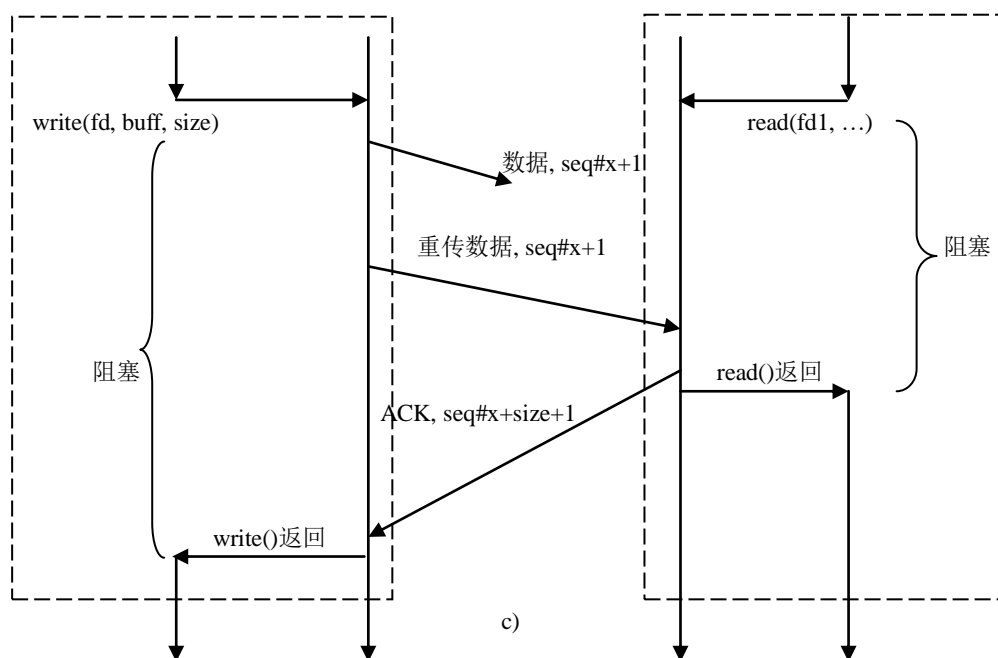 write(fd, buff, size)
read(fd1, …)
数据, seq#x+1
重传数据, seq#x+1
阻塞
阻塞
read()返回
ACK, seq#x+size+1
write()返回
c)